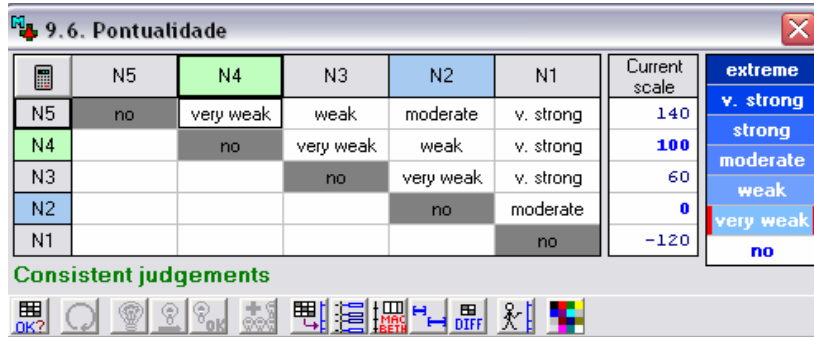 9.6. Pontualidade
N5 N4 N3 N2 N1 Current scale
N5 no very weak weak moderate v. strong 140
N4 no very weak weak v. strong 100
N3 no very weak v. strong 60
N2 no moderate 0
N1 no -120
extreme
v. strong
strong
moderate
weak
very weak
no
Consistent judgements
OK? OK MAC BETH DIFF